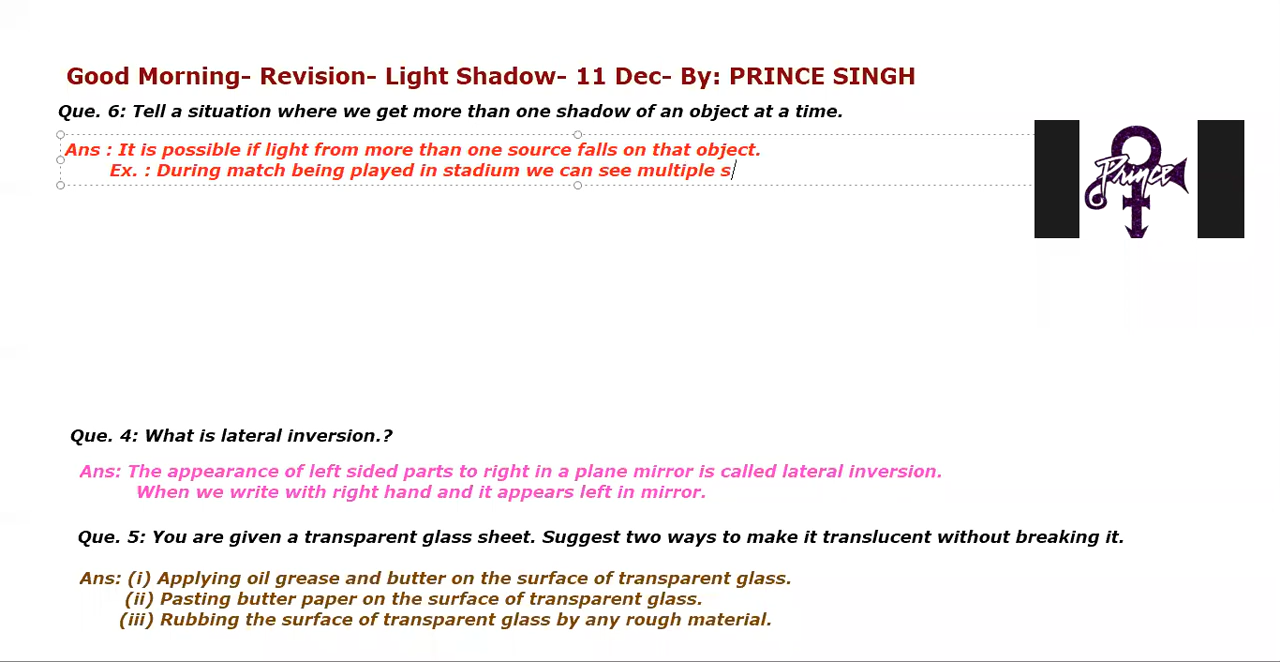 Good Morning- Revision- Light Shadow- 11 Dec- By: PRINCE SINGH
Que. 6: Tell a situation where we get more than one shadow of an object at a time.
Ans : It is possible if light from more than one source falls on that object.
Ex. : During match being played in stadium we can see multiple s
Prince
Que. 4: What is lateral inversion.?
Ans: The appearance of left sided parts to right in a plane mirror is called lateral inversion.
When we write with right hand and it appears left in mirror.
Que. 5: You are given a transparent glass sheet. Suggest two ways to make it translucent without breaking it.
Ans: (i) Applying oil grease and butter on the surface of transparent glass.
(ii) Pasting butter paper on the surface of transparent glass.
(iii) Rubbing the surface of transparent glass by any rough material.